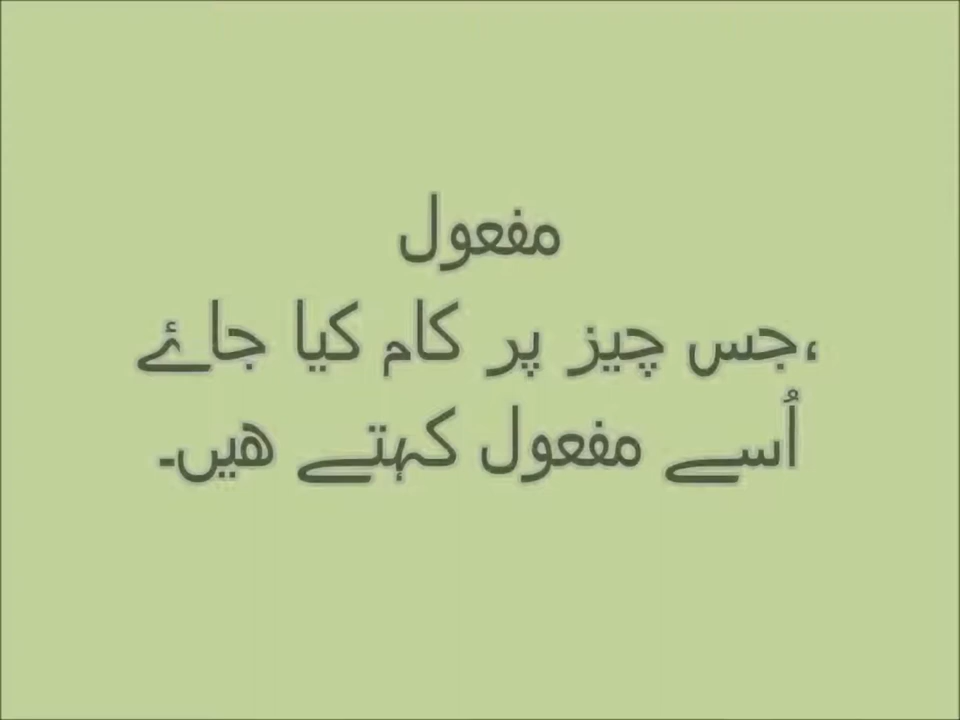 مفعول
،جس چیز پر کام کیا جائے
اُسے مفعول کہتے ھیں۔